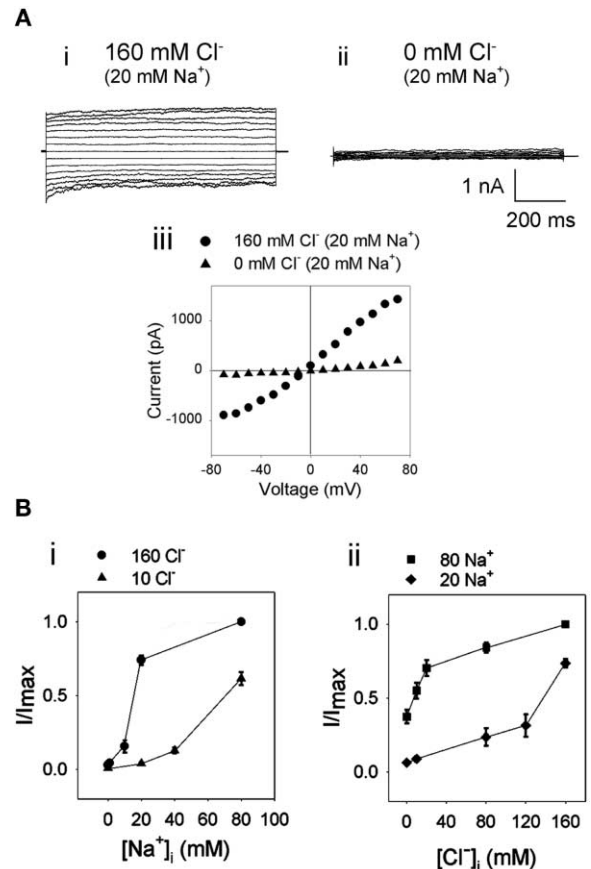 A
i 160 mM Cl⁻
(20 mM Na⁺)
ii 0 mM Cl⁻
(20 mM Na⁺)
1 nA
200 ms
iii ● 160 mM Cl⁻ (20 mM Na⁺)
▲ 0 mM Cl⁻ (20 mM Na⁺)
Current (pA)
1000
0
-1000
-80 -40 0 40 80
Voltage (mV)
B
i ● 160 Cl⁻
▲ 10 Cl⁻
I/Imax
1.0
0.5
0.0
0 20 40 60 80 100
[Na⁺]i (mM)
ii ■ 80 Na⁺
◆ 20 Na⁺
I/Imax
1.0
0.5
0.0
0 40 80 120 160
[Cl⁻]i (mM)